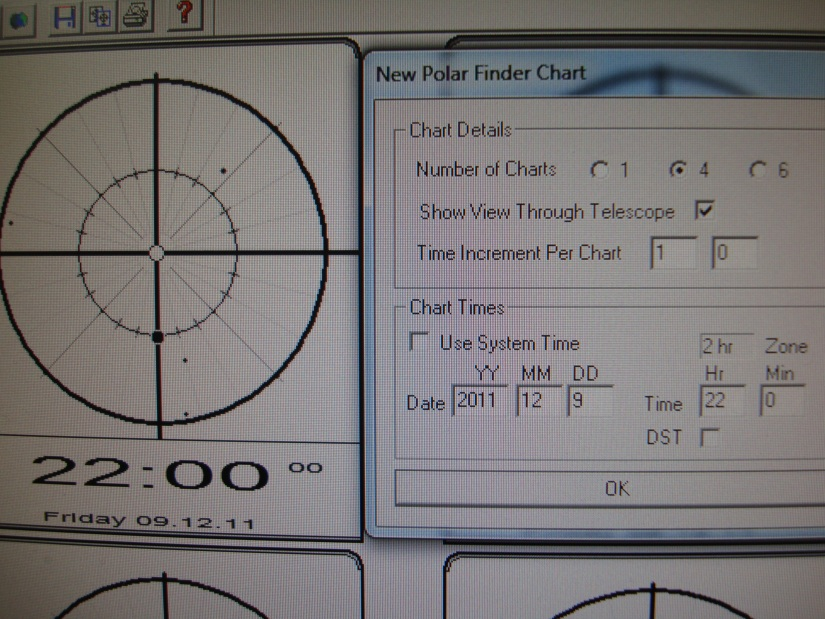 ?
New Polar Finder Chart
Chart Details
Number of Charts 1 4 6
Show View Through Telescope
Time Increment Per Chart 1 0
Chart Times
Use System Time 2 hr Zone
YY MM DD Hr Min
Date 2011 12 9 Time 22 0
DST
OK
22:00 00
Friday 09.12.11